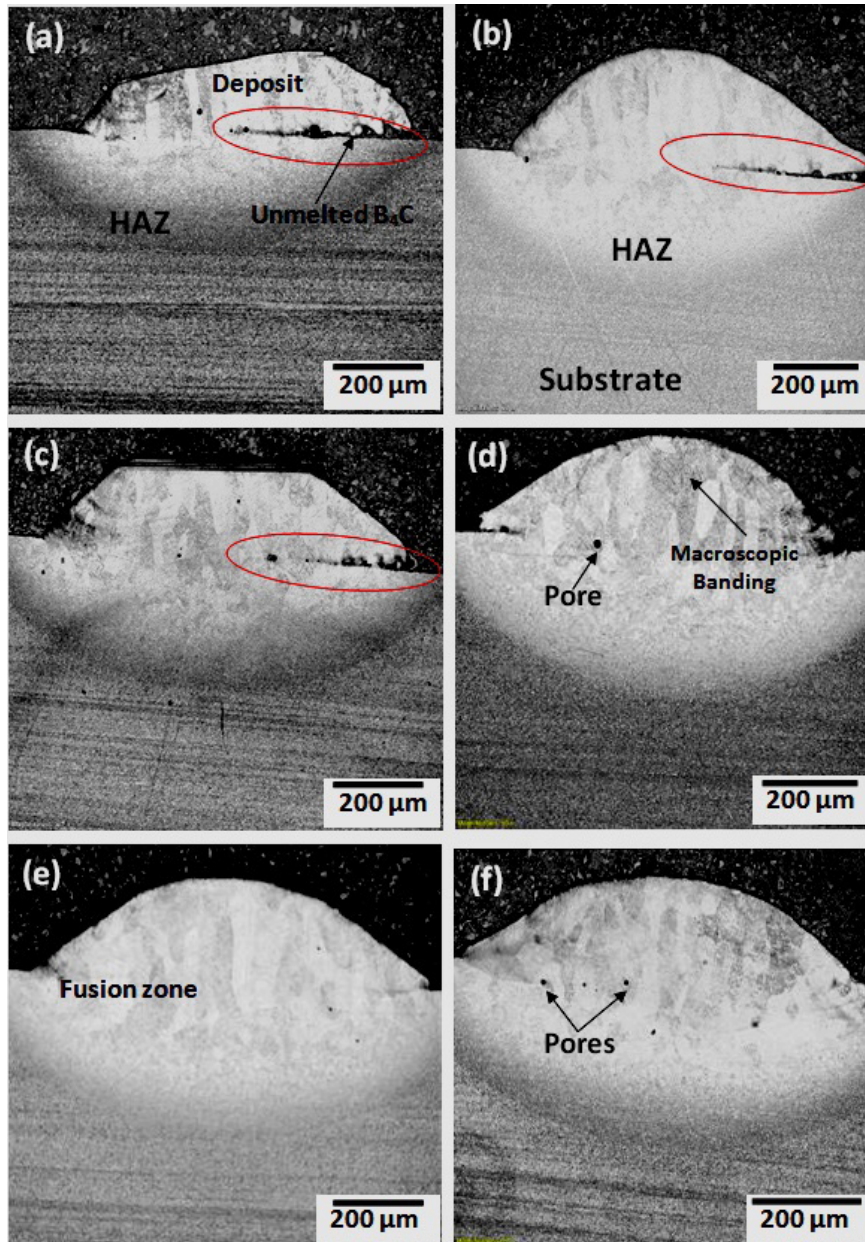 (a)
Deposit
Unmelted B₄C
HAZ
200 µm
(b)
HAZ
Substrate
200 µm
(c)
200 µm
(d)
Macroscopic
Banding
Pore
200 µm
(e)
Fusion zone
200 µm
(f)
Pores
200 µm